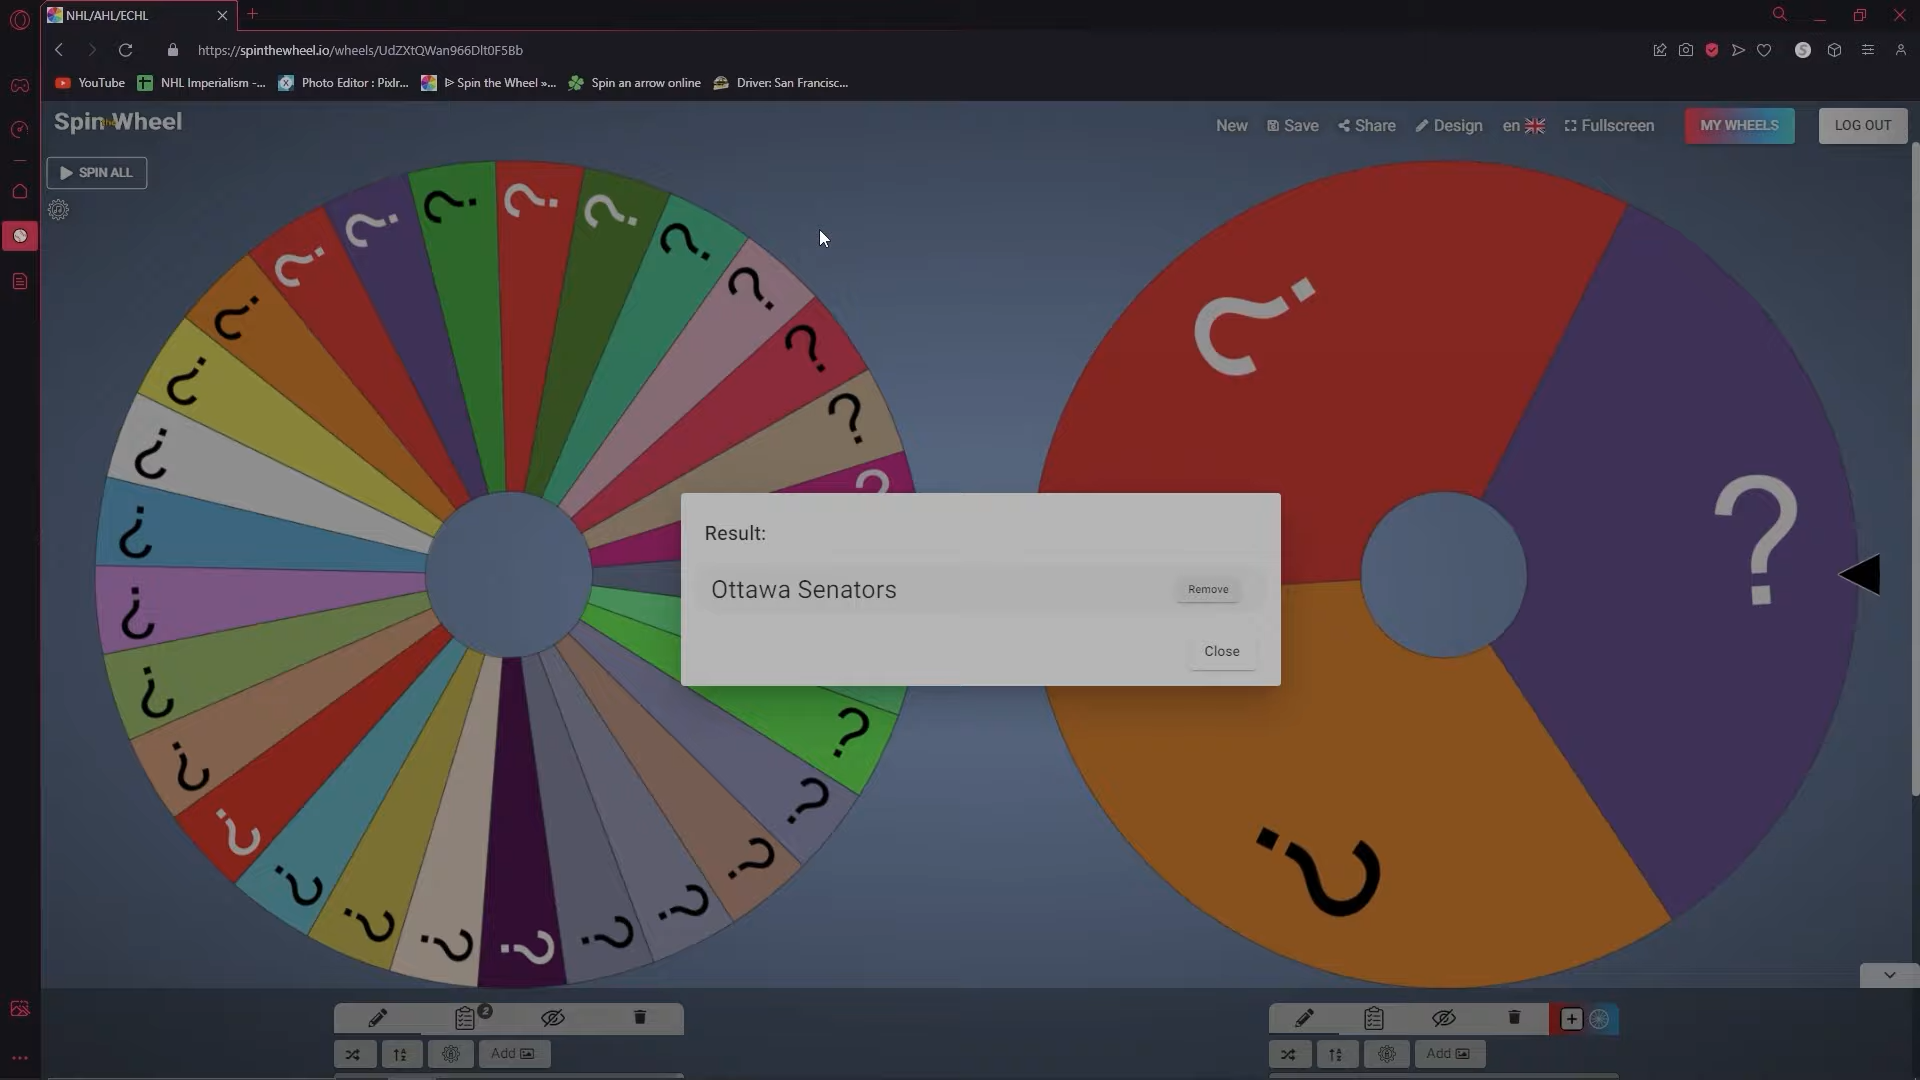 NHL/AHL/ECHL
https://spinthewheel.io/wheels/UdZXtQWan966Dlt0F5Bb
YouTube NHL Imperialism -... Photo Editor : Pixlr... ᐈ Spin the Wheel »... Spin an arrow online Driver: San Francisc...
Spin the Wheel
New Save Share Design en Fullscreen MY WHEELS LOG OUT
SPIN ALL
? ? ? ? ? ? ? ? ? ? ? ? ? ? ? ? ? ? ? ? ? ? ? ? ? ? ? ?
? ? ?
Result:
Ottawa Senators Remove
Close
2
Add Add